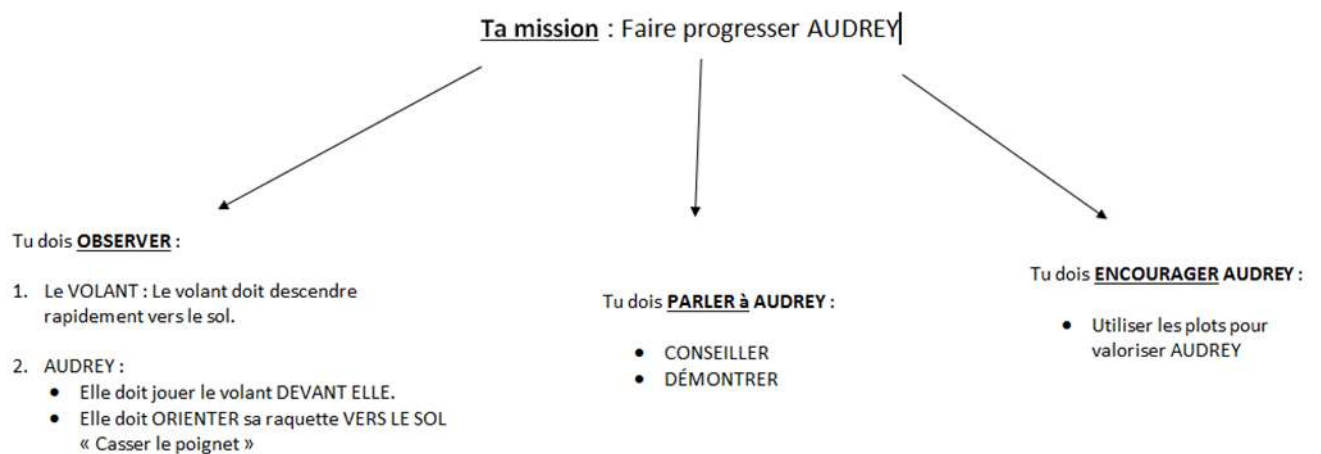 Ta mission : Faire progresser AUDREY
Tu dois OBSERVER :
1. Le VOLANT : Le volant doit descendre
rapidement vers le sol.
2. AUDREY :
• Elle doit jouer le volant DEVANT ELLE.
• Elle doit ORIENTER sa raquette VERS LE SOL
« Casser le poignet »
Tu dois PARLER à AUDREY :
• CONSEILLER
• DÉMONTRER
Tu dois ENCOURAGER AUDREY :
• Utiliser les plots pour
valoriser AUDREY